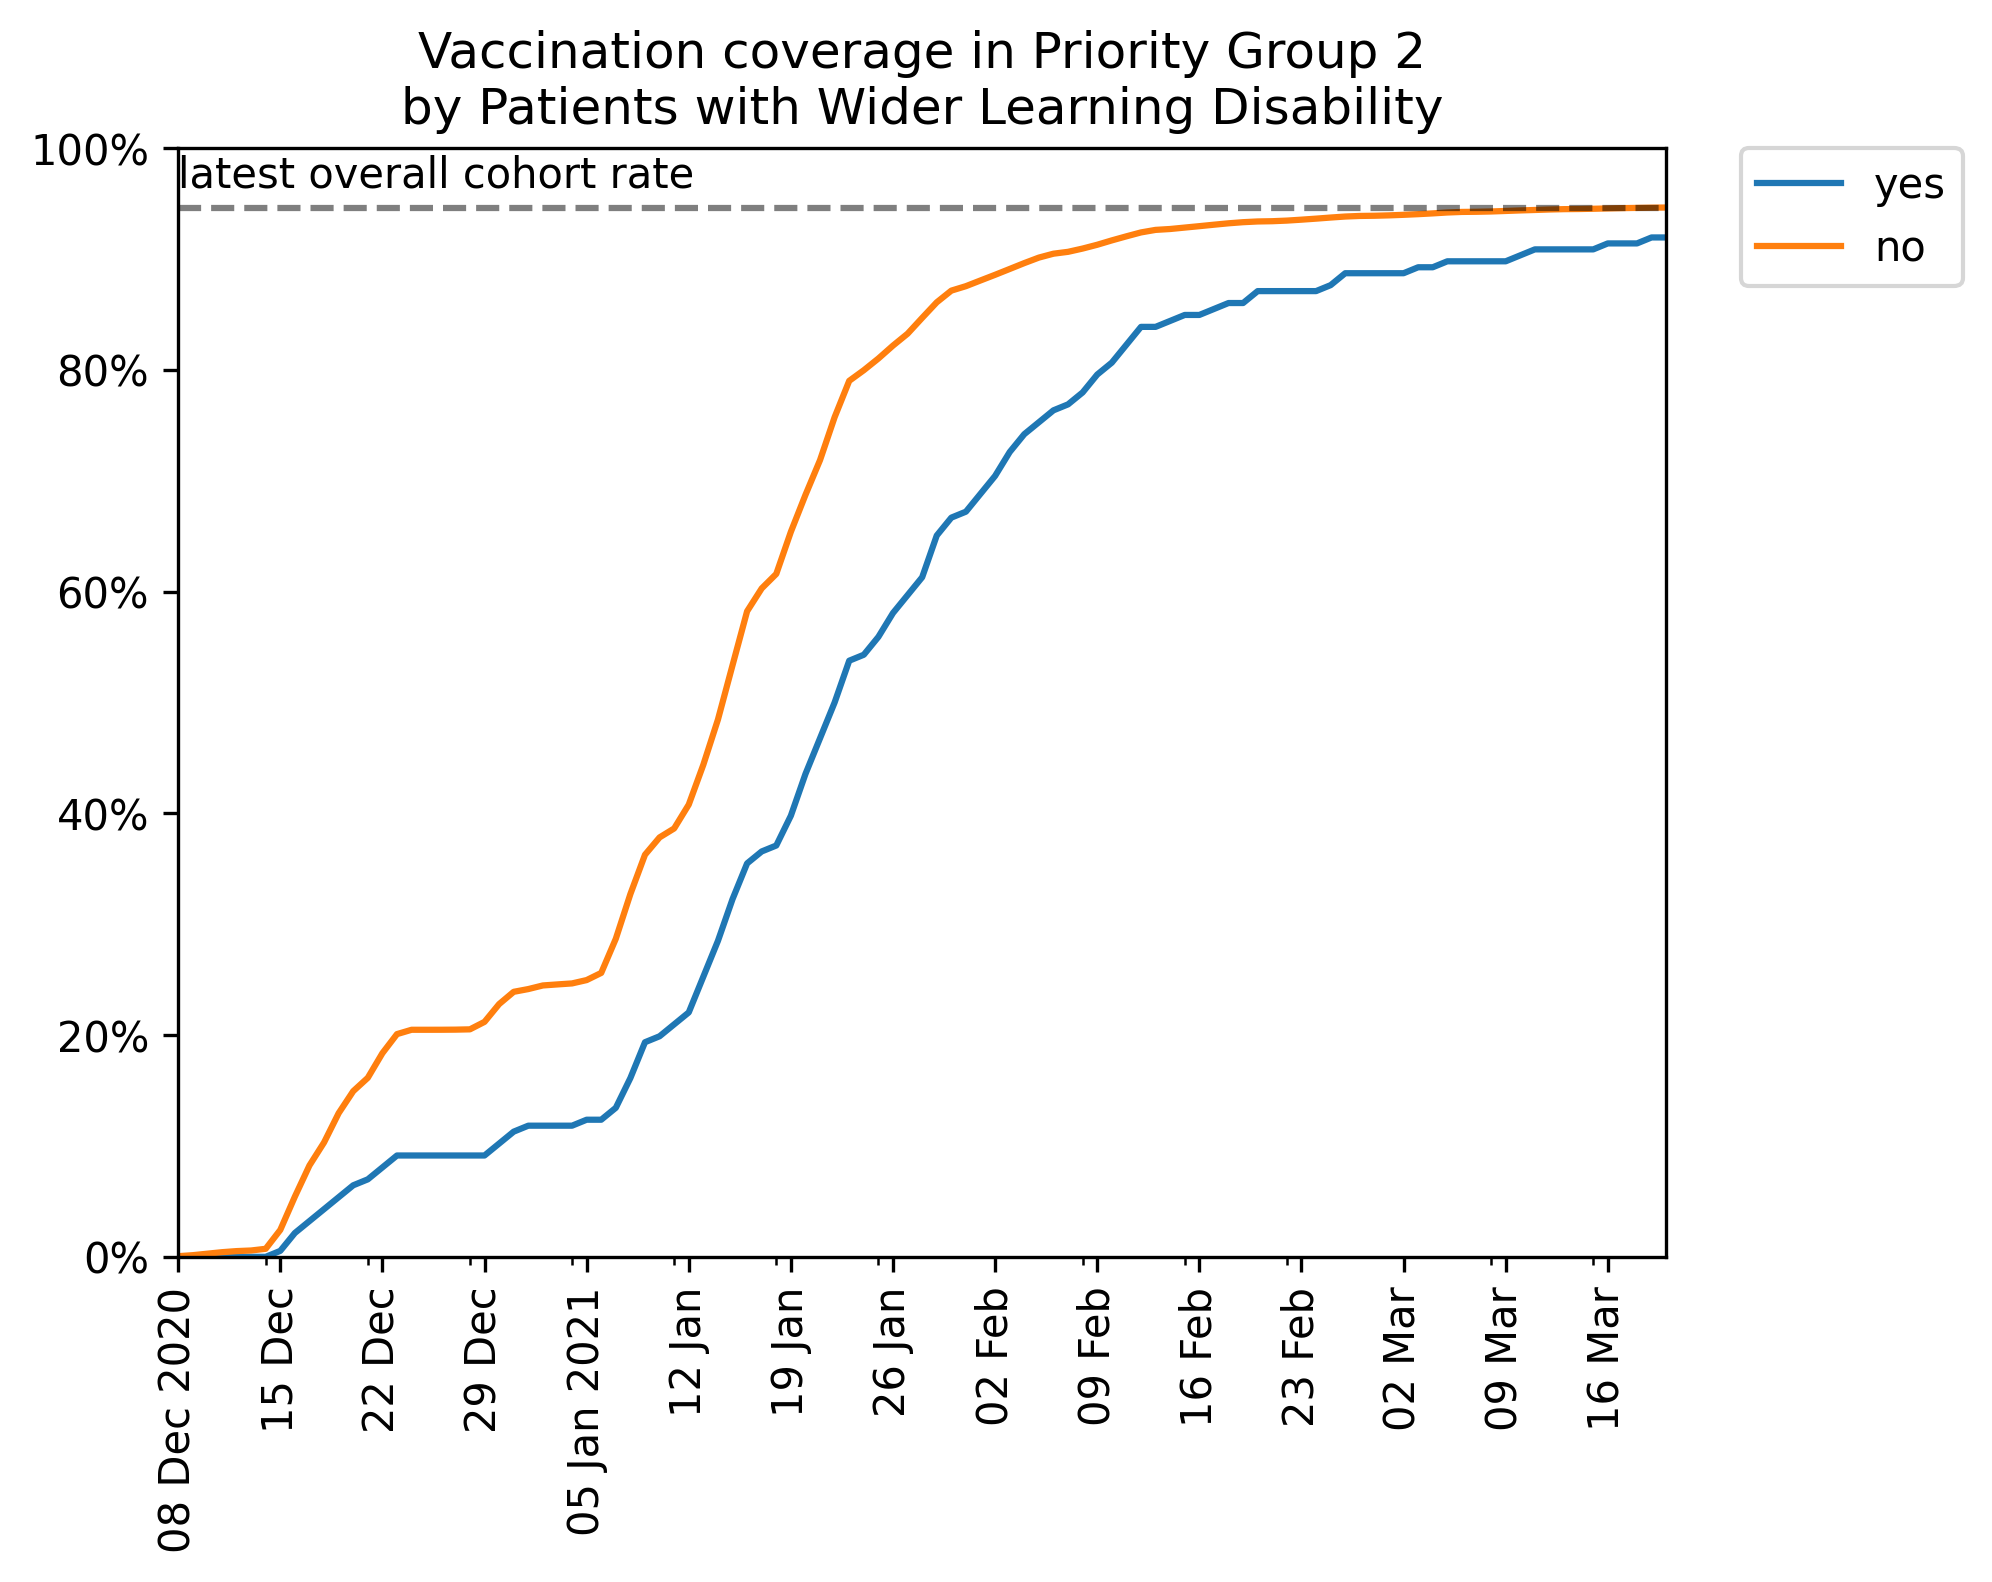 Vaccination coverage in Priority Group 2
by Patients with Wider Learning Disability
100%
latest overall cohort rate
80%
60%
40%
20%
0%
08 Dec 2020
15 Dec
22 Dec
29 Dec
05 Jan 2021
12 Jan
19 Jan
26 Jan
02 Feb
09 Feb
16 Feb
23 Feb
02 Mar
09 Mar
16 Mar
yes
no